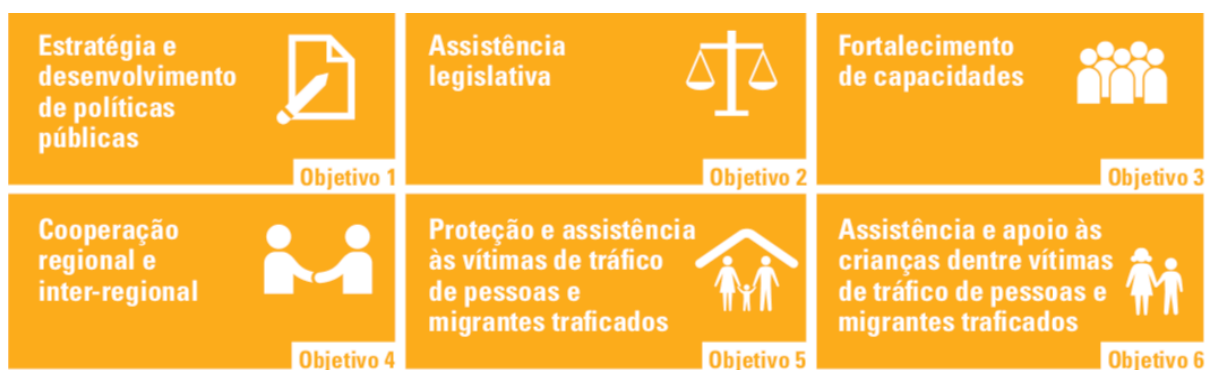 Estratégia e
desenvolvimento
de políticas
públicas
Objetivo 1
Assistência
legislativa
Objetivo 2
Fortalecimento
de capacidades
Objetivo 3
Cooperação
regional e
inter-regional
Objetivo 4
Proteção e assistência
às vítimas de tráfico
de pessoas e
migrantes traficados
Objetivo 5
Assistência e apoio às
crianças dentre vítimas
de tráfico de pessoas e
migrantes traficados
Objetivo 6